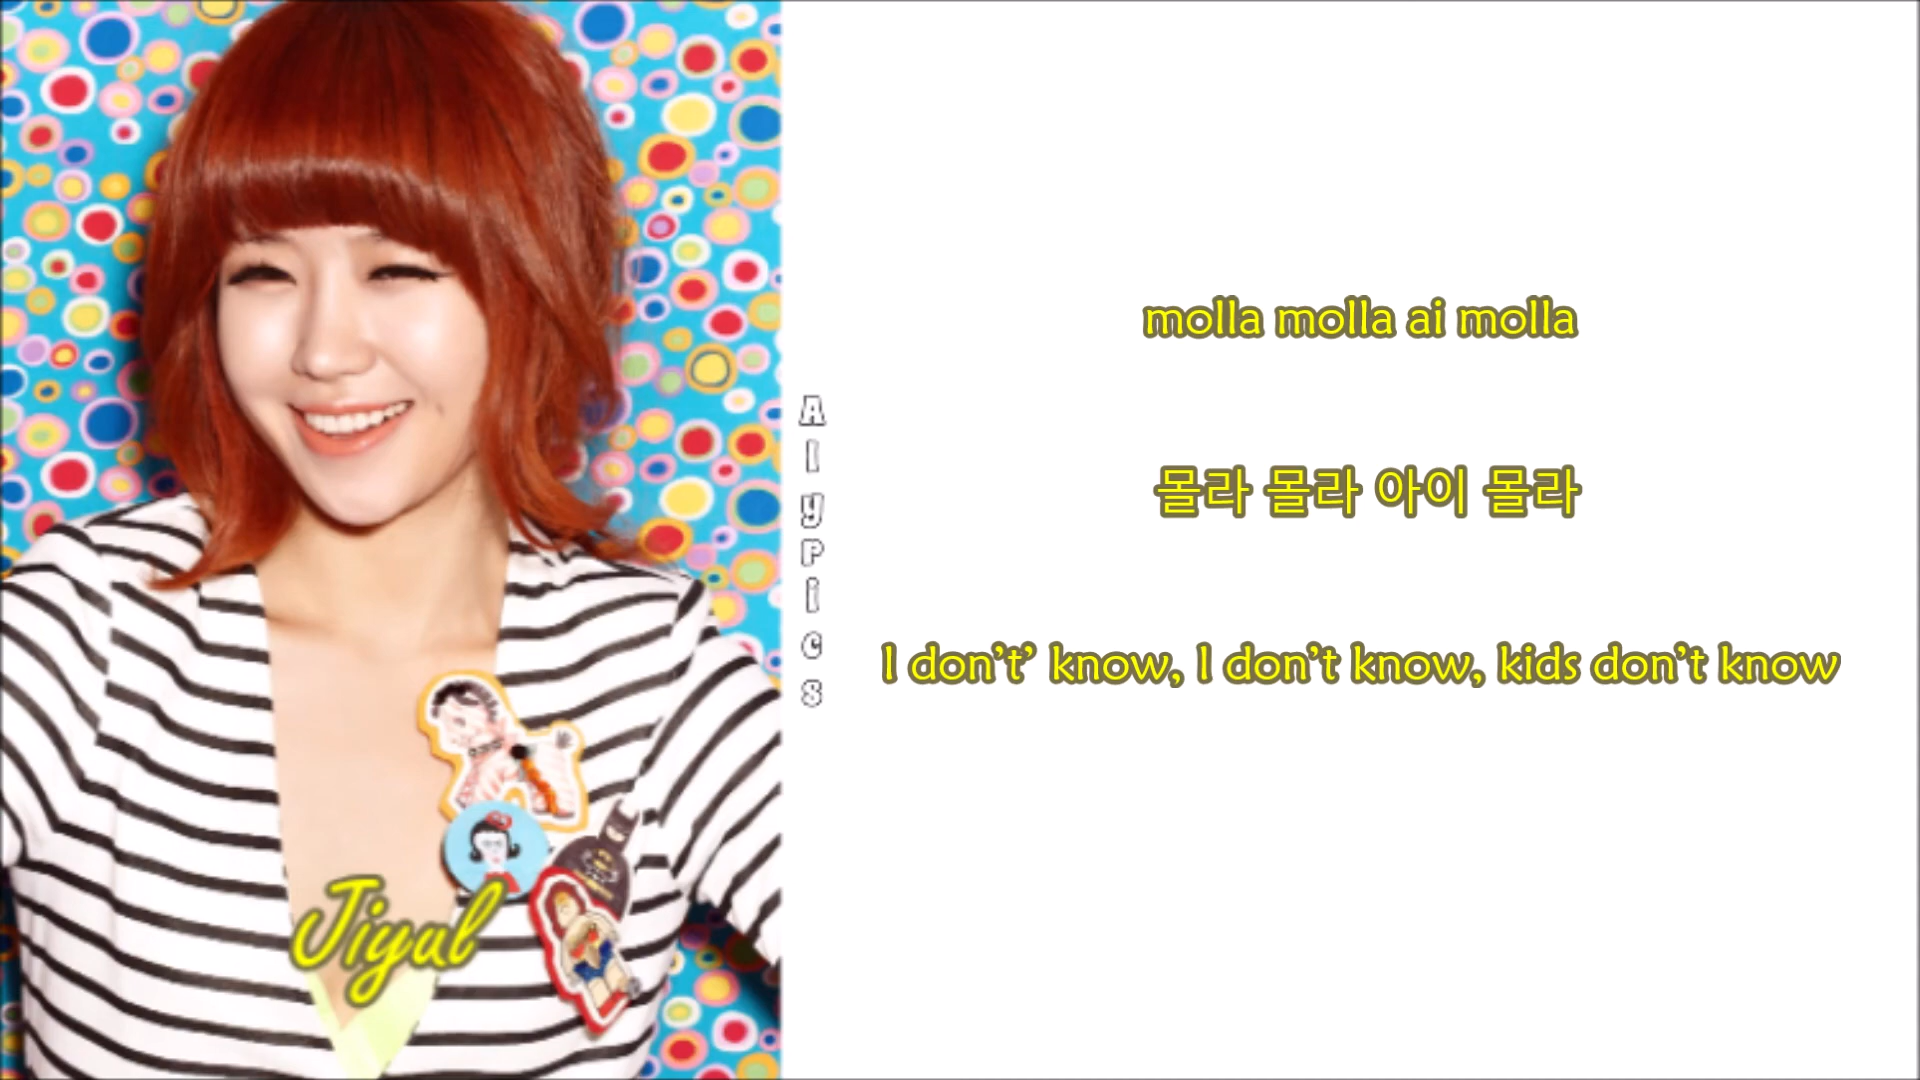 molla molla ai molla
몰라 몰라 아이 몰라
I don't' know, I don't know, kids don't know
AlyPics
Jiyul